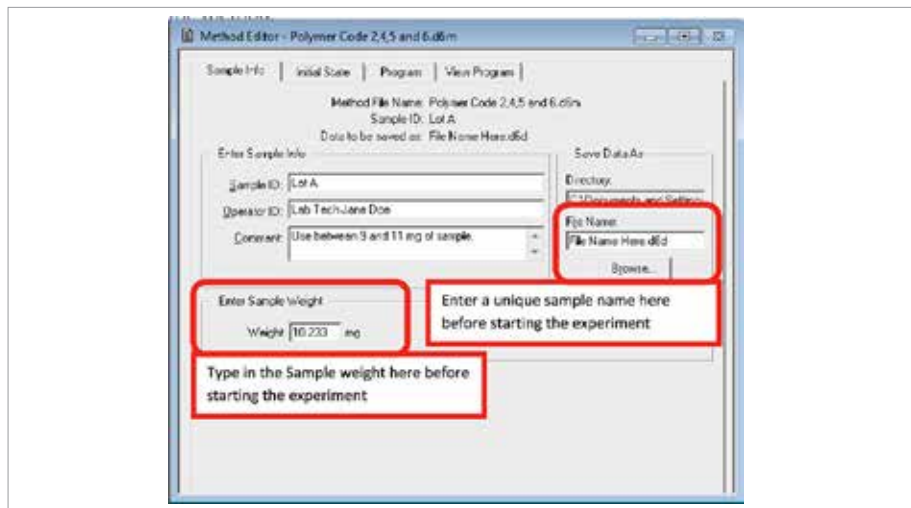 Method Editor - Polymer Code 2,4,5 and 6.d6m
Sample Info | Initial State | Program | View Program |
Method File Name: Polymer Code 2,4,5 and 6.d6m
Sample ID: Lot A
Data to be saved as: File Name Here.d6d
Enter Sample Info
Save Data As
Sample ID: Lot A
Directory:
C:\Documents and Setting
Operator ID: Lab Tech-Jane Doe
File Name:
Comment: Use between 9 and 11 mg of sample.
File Name Here.d6d
Browse...
Enter Sample Weight
Weight 10.233 mg
Enter a unique sample name here
before starting the experiment
Type in the Sample weight here before
starting the experiment